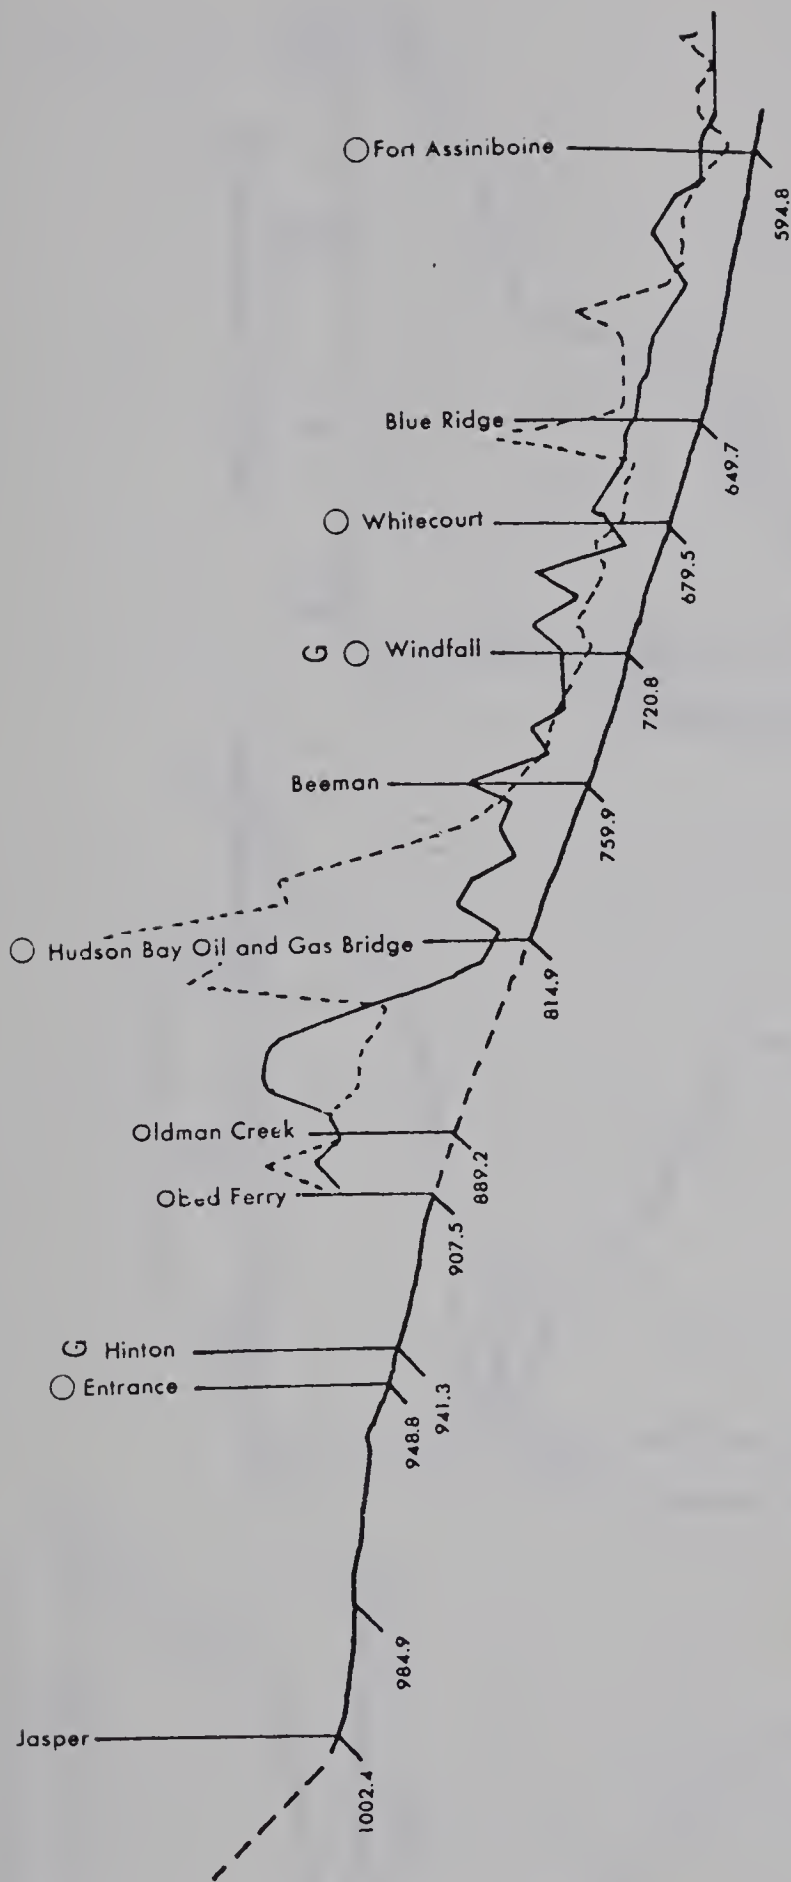 Fort Assiniboine
594.8
Blue Ridge
649.7
Whitecourt
679.5
G Windfall
720.8
Beeman
759.9
Hudson Bay Oil and Gas Bridge
814.9
Oldman Creek
889.2
Obed Ferry
907.5
G Hinton
941.3
Entrance
948.8
984.9
Jasper
1002.4